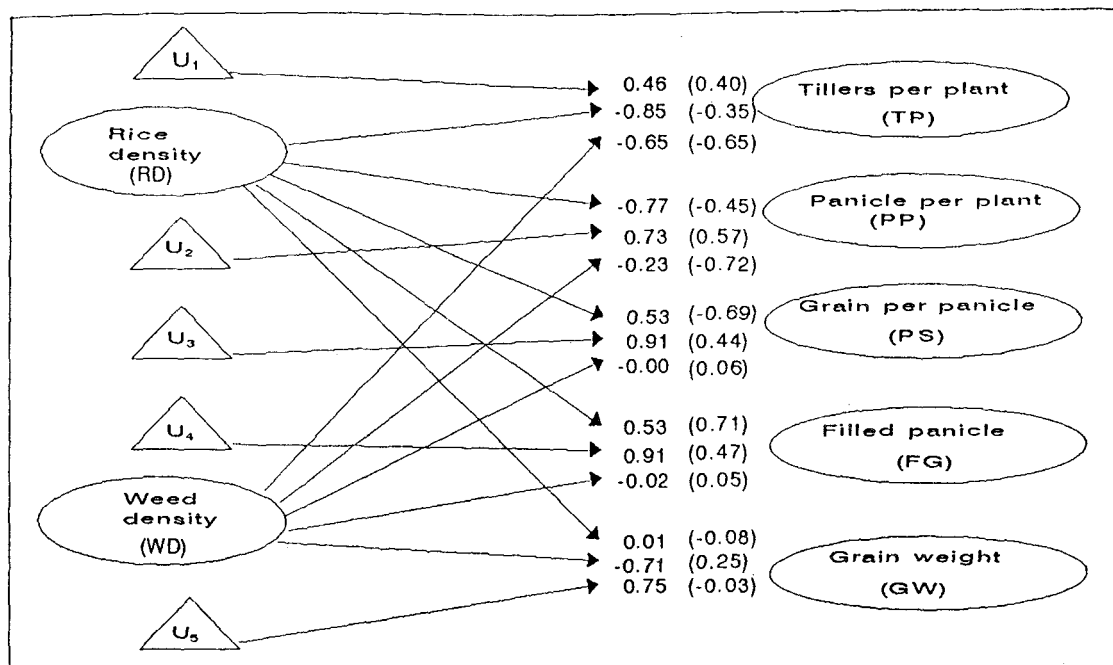 U₁
Rice
density
(RD)
U₂
U₃
U₄
Weed
density
(WD)
U₅
0.46 (0.40)
-0.85 (-0.35)
-0.65 (-0.65)
Tillers per plant
(TP)
-0.77 (-0.45)
0.73 (0.57)
-0.23 (-0.72)
Panicle per plant
(PP)
0.53 (-0.69)
0.91 (0.44)
-0.00 (0.06)
Grain per panicle
(PS)
0.53 (0.71)
0.91 (0.47)
-0.02 (0.05)
Filled panicle
(FG)
0.01 (-0.08)
-0.71 (0.25)
0.75 (-0.03)
Grain weight
(GW)